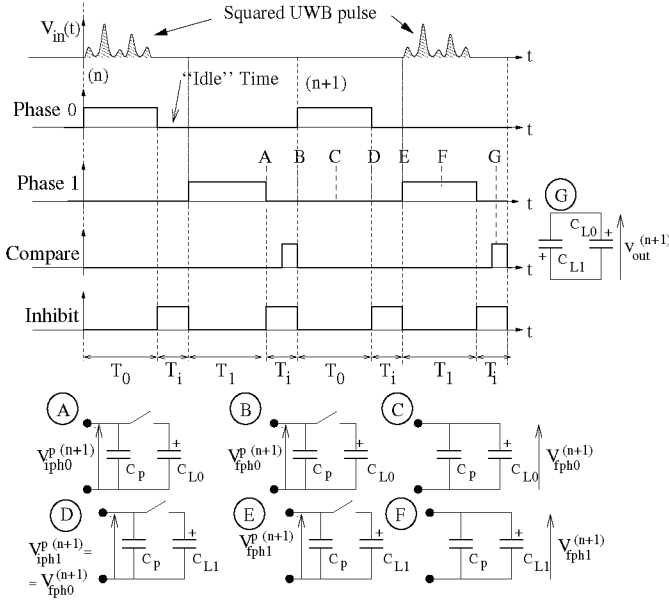 Squared UWB pulse
V_in(t)
t
(n) "Idle" Time (n+1)
Phase 0
t
A B C D E F G
Phase 1
t
Compare
t
Inhibit
t
T_0 T_i T_1 T_i T_0 T_i T_1 T_i
G
C_L0 +
+ C_L1
V_out^(n+1)
A
V_iph0^p (n+1)
C_p
+
C_L0
B
V_fph0^p (n+1)
C_p
+
C_L0
C
C_p
+
C_L0
V_fph0^(n+1)
D
V_iph1^p (n+1) =
= V_fph0^(n+1)
C_p
+
C_L1
E
V_fph1^p (n+1)
C_p
+
C_L1
F
C_p
+
C_L1
V_fph1^(n+1)